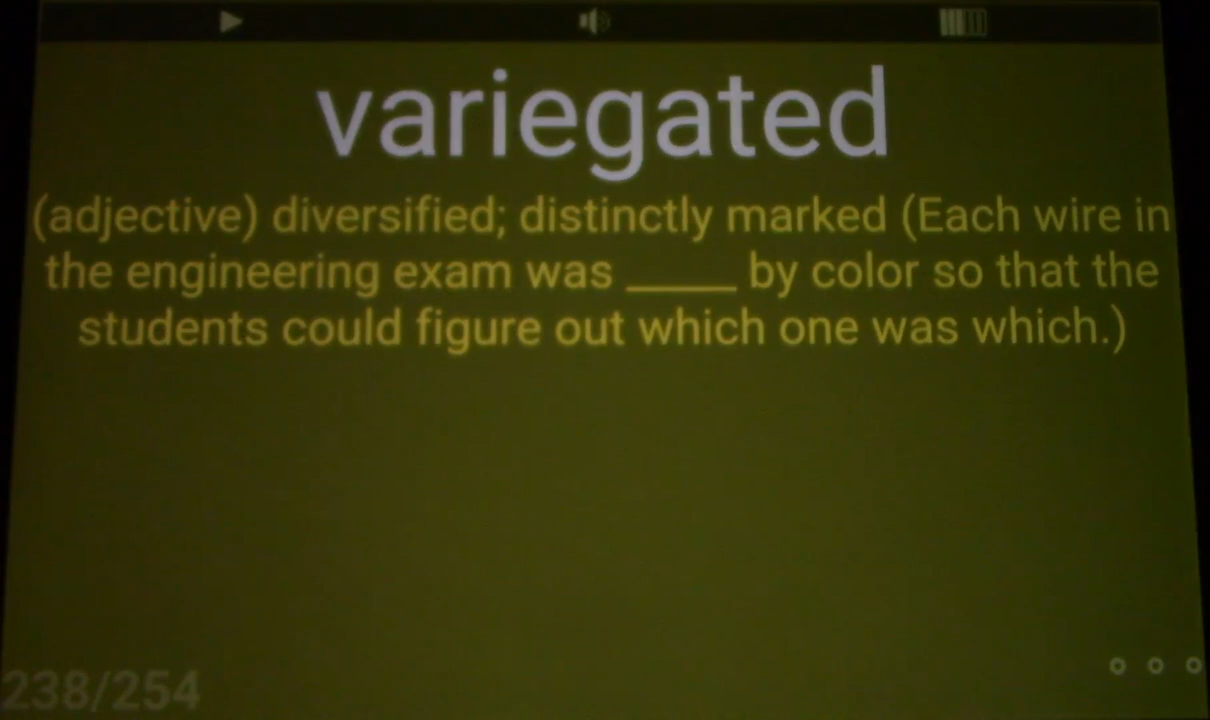 variegated
(adjective) diversified; distinctly marked (Each wire in
the engineering exam was _____ by color so that the
students could figure out which one was which.)
238/254